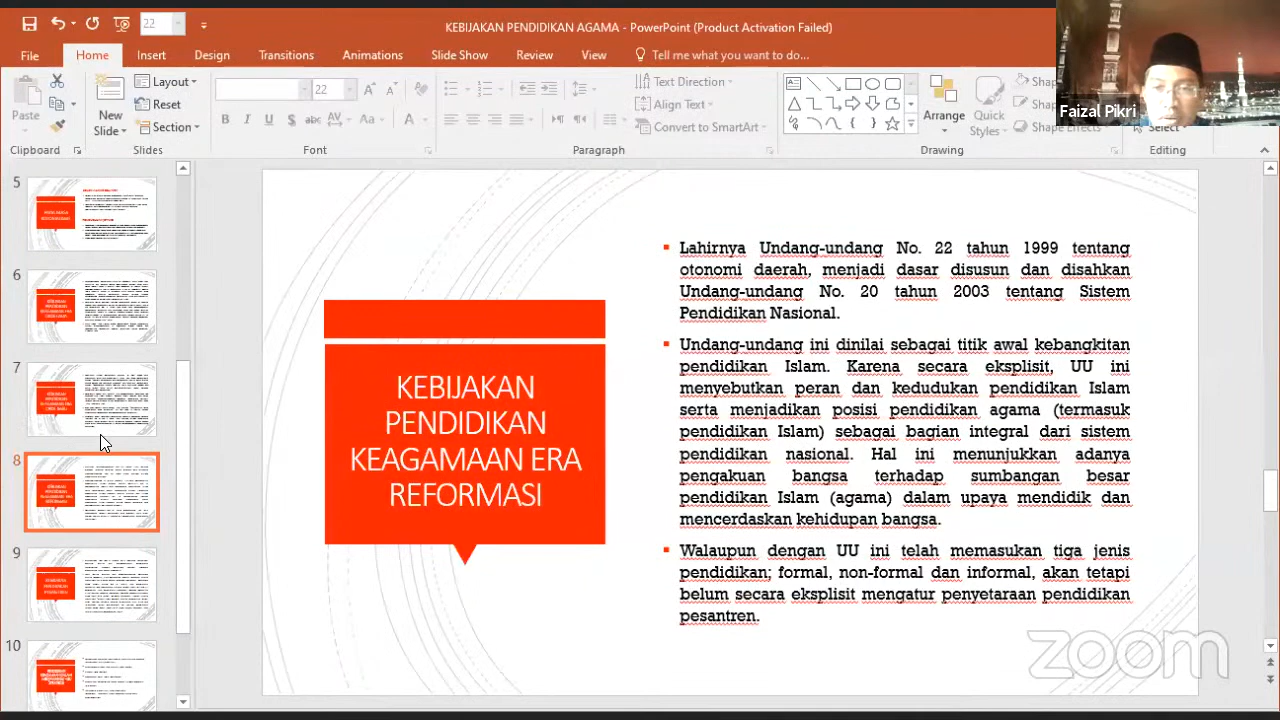 22
KEBIJAKAN PENDIDIKAN AGAMA - PowerPoint (Product Activation Failed)
File Home Insert Design Transitions Animations Slide Show Review View Tell me what you want to do...
Paste
New Slide
Layout
Reset
Section
22
B I U S abc AV Aa A
Text Direction
Align Text
Convert to SmartArt
Arrange
Quick Styles
Shape Effects
Select
Clipboard Slides Font Paragraph Drawing Editing
Faizal Pikri
5
6
7
8
9
10
KEBIJAKAN
PENDIDIKAN
KEAGAMAAN ERA
REFORMASI
Lahirnya Undang-undang No. 22 tahun 1999 tentang
otonomi daerah, menjadi dasar disusun dan disahkan
Undang-undang No. 20 tahun 2003 tentang Sistem
Pendidikan Nasional.
Undang-undang ini dinilai sebagai titik awal kebangkitan
pendidikan Islam. Karena secara eksplisit, UU ini
menyebutkan peran dan kedudukan pendidikan Islam
serta menjadikan posisi pendidikan agama (termasuk
pendidikan Islam) sebagai bagian integral dari sistem
pendidikan nasional. Hal ini menunjukkan adanya
pengakuan bangsa terhadap sumbangan besar
pendidikan Islam (agama) dalam upaya mendidik dan
mencerdaskan kehidupan bangsa.
Walaupun dengan UU ini telah memasukan tiga jenis
pendidikan, formal, non-formal dan informal, akan tetapi
belum secara eksplisit mengatur penyetaraan pendidikan
pesantren.
zoom